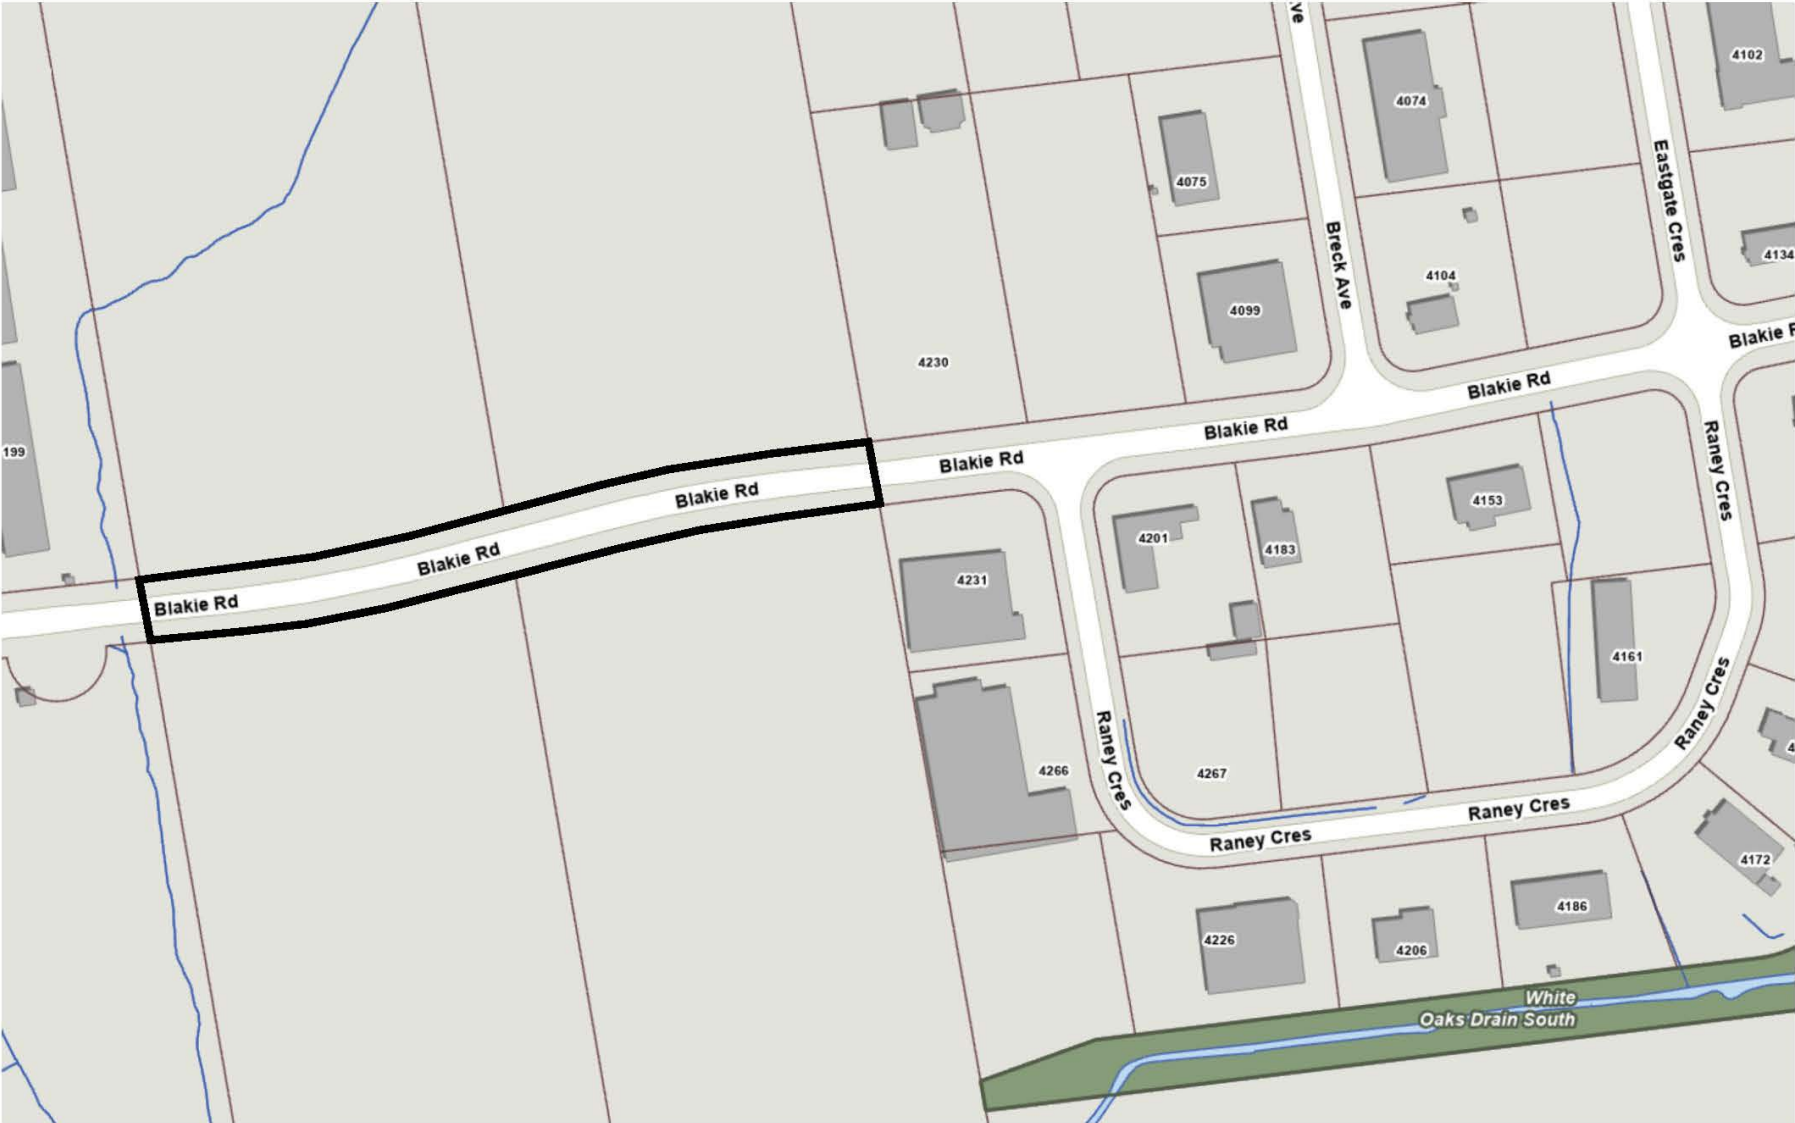 4102
4074
4075
Eastgate Cres
Breck Ave
4134
4104
4099
Blakie
4230
Blakie Rd
Blakie Rd
Blakie Rd
Raney Cres
199
Blakie Rd
4153
4201
4183
Blakie Rd
4231
Blakie Rd
4161
Raney Cres
Raney Cres
4266
4267
Raney Cres
Raney Cres
4172
4186
4226
4206
White
Oaks Drain South